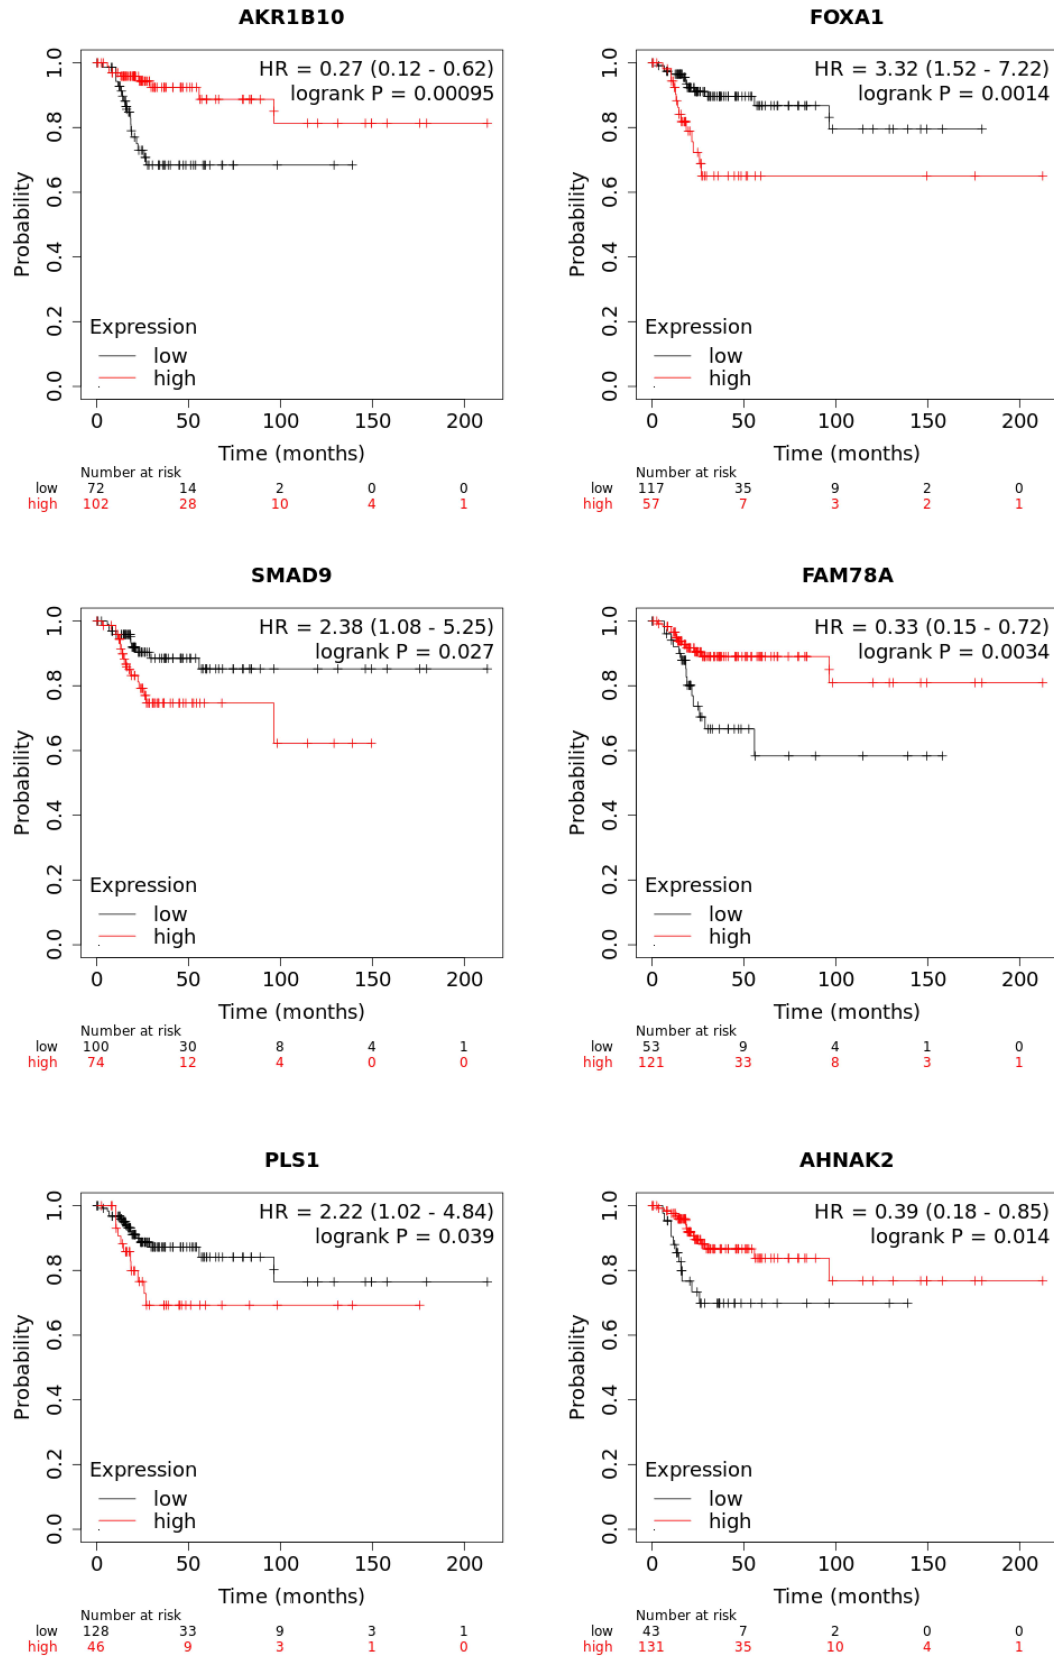 AKR1B10
HR = 0.27 (0.12 - 0.62)
logrank P = 0.00095
Probability
0.0 0.2 0.4 0.6 0.8 1.0
Expression
low
high
0 50 100 150 200
Time (months)
Number at risk
low 72 14 2 0 0
high 102 28 10 4 1
FOXA1
HR = 3.32 (1.52 - 7.22)
logrank P = 0.0014
Probability
0.0 0.2 0.4 0.6 0.8 1.0
Expression
low
high
0 50 100 150 200
Time (months)
Number at risk
low 117 35 9 2 0
high 57 7 3 2 1
SMAD9
HR = 2.38 (1.08 - 5.25)
logrank P = 0.027
Probability
0.0 0.2 0.4 0.6 0.8 1.0
Expression
low
high
0 50 100 150 200
Time (months)
Number at risk
low 100 30 8 4 1
high 74 12 4 0 0
FAM78A
HR = 0.33 (0.15 - 0.72)
logrank P = 0.0034
Probability
0.0 0.2 0.4 0.6 0.8 1.0
Expression
low
high
0 50 100 150 200
Time (months)
Number at risk
low 53 9 4 1 0
high 121 33 8 3 1
PLS1
HR = 2.22 (1.02 - 4.84)
logrank P = 0.039
Probability
0.0 0.2 0.4 0.6 0.8 1.0
Expression
low
high
0 50 100 150 200
Time (months)
Number at risk
low 128 33 9 3 1
high 46 9 3 1 0
AHNAK2
HR = 0.39 (0.18 - 0.85)
logrank P = 0.014
Probability
0.0 0.2 0.4 0.6 0.8 1.0
Expression
low
high
0 50 100 150 200
Time (months)
Number at risk
low 43 7 2 0 0
high 131 35 10 4 1